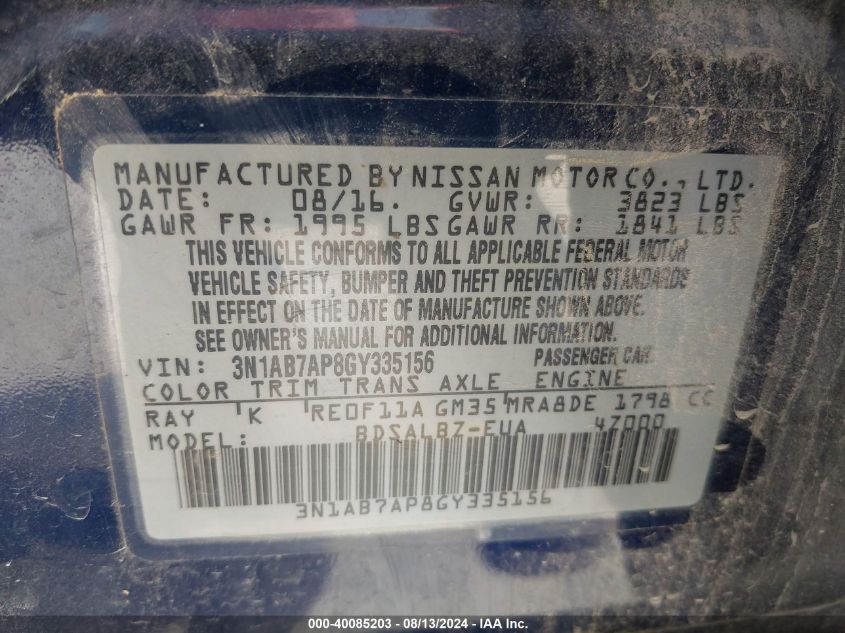 MANUFACTURED BY NISSAN MOTOR CO., LTD.
DATE: 08/16. GVWR: 3823 LBS
GAWR FR: 1995 LBS GAWR RR: 1841 LBS
THIS VEHICLE CONFORMS TO ALL APPLICABLE FEDERAL MOTOR
VEHICLE SAFETY, BUMPER AND THEFT PREVENTION STANDARDS
IN EFFECT ON THE DATE OF MANUFACTURE SHOWN ABOVE.
SEE OWNER'S MANUAL FOR ADDITIONAL INFORMATION.
VIN: 3N1AB7AP8GY335156 PASSENGER CAR
COLOR TRIM TRANS AXLE ENGINE
RAY K RE0F11A GM35 MRA8DE 1798 CC
MODEL: BDSALBZ-EUA 47000
3N1AB7AP8GY335156
000-40085203 - 08/13/2024 - IAA Inc.